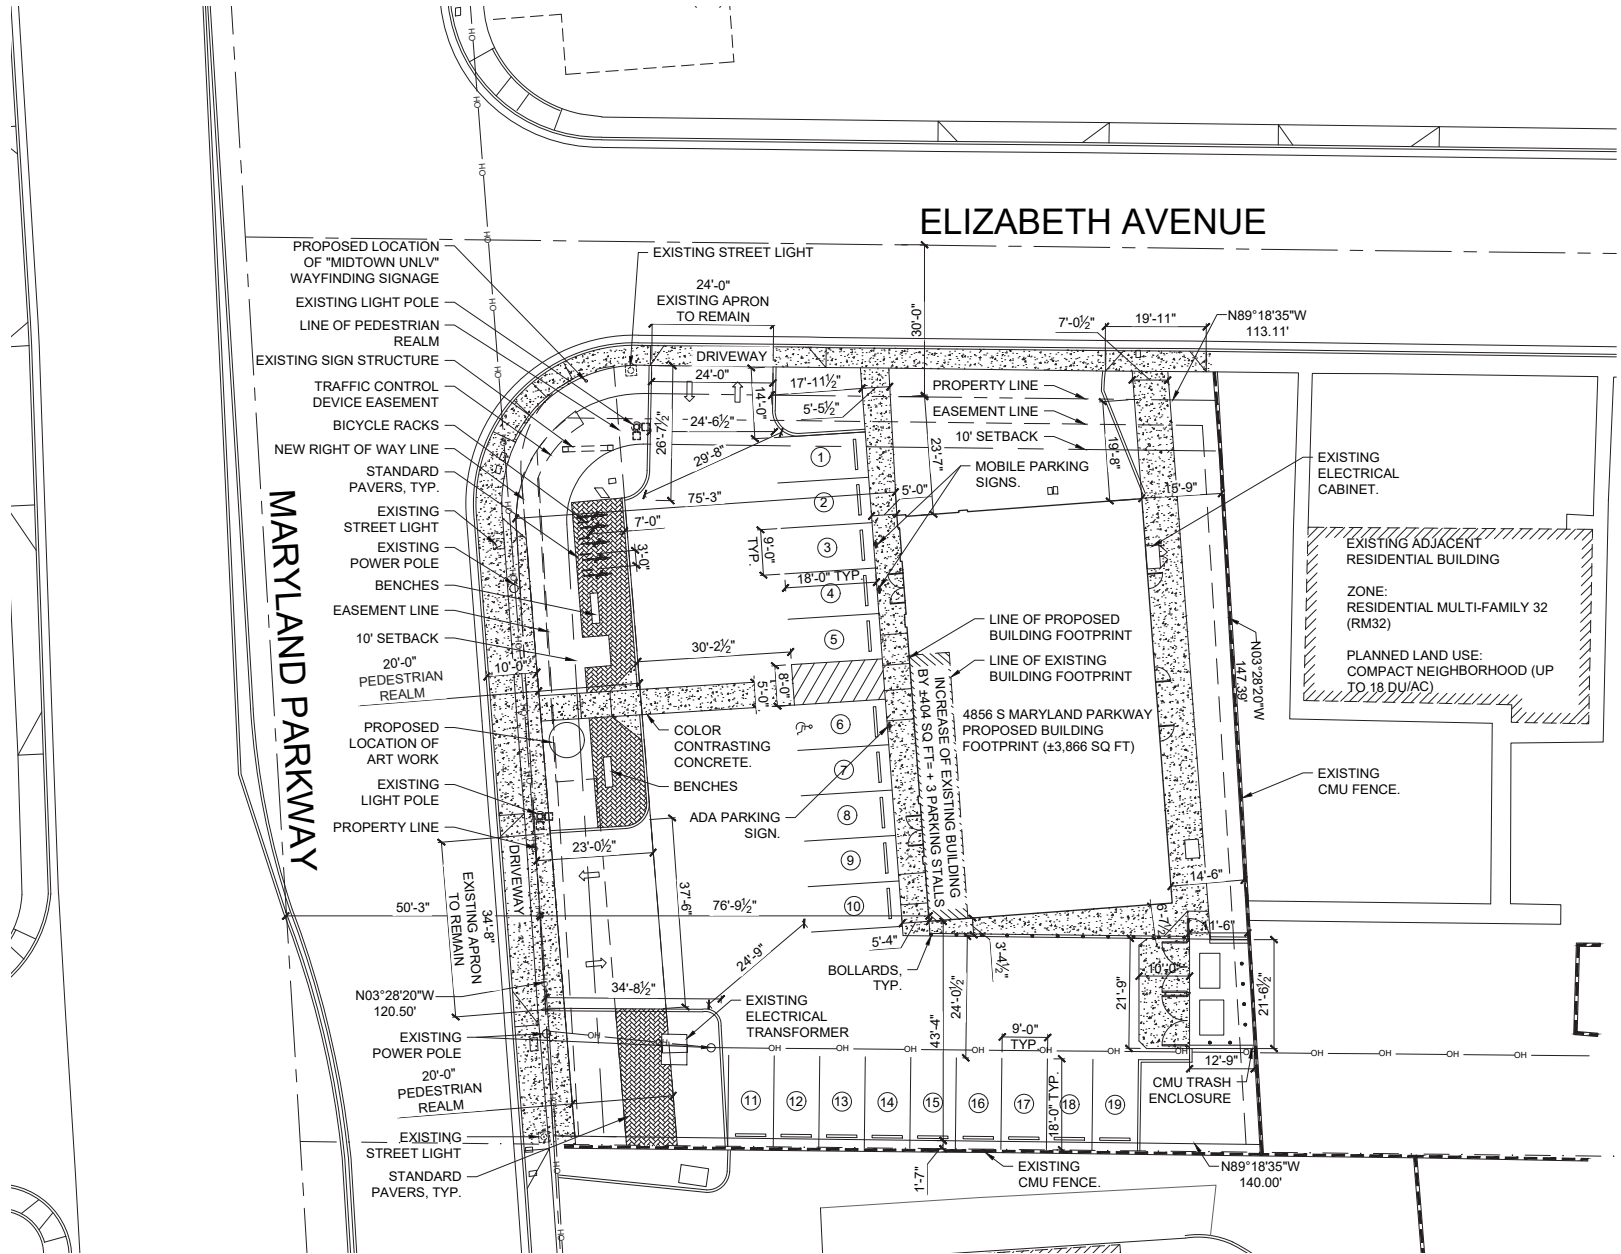 ELIZABETH AVENUE
MARYLAND PARKWAY
PROPOSED LOCATION
OF "MIDTOWN UNLV"
WAYFINDING SIGNAGE
EXISTING LIGHT POLE
LINE OF PEDESTRIAN
REALM
EXISTING SIGN STRUCTURE
TRAFFIC CONTROL
DEVICE EASEMENT
BICYCLE RACKS
NEW RIGHT OF WAY LINE
STANDARD
PAVERS, TYP.
EXISTING
STREET LIGHT
EXISTING
POWER POLE
BENCHES
EASEMENT LINE
10' SETBACK
20'-0"
PEDESTRIAN
REALM
PROPOSED
LOCATION OF
ART WORK
EXISTING
LIGHT POLE
PROPERTY LINE
EXISTING APRON
TO REMAIN
34'-8"
50'-3"
N03°28'20"W
120.50'
EXISTING
POWER POLE
20'-0"
PEDESTRIAN
REALM
EXISTING
STREET LIGHT
STANDARD
PAVERS, TYP.
EXISTING STREET LIGHT
24'-0"
EXISTING APRON
TO REMAIN
30'-0"
7'-0½"
19'-11"
N89°18'35"W
113.11'
DRIVEWAY
24'-0"
17'-11½"
14'-0"
5'-5½"
24'-6½"
26'-7½"
29'-8"
75'-3"
PROPERTY LINE
EASEMENT LINE
10' SETBACK
23'-7"
19'-8"
MOBILE PARKING
SIGNS.
5'-0"
15'-9"
EXISTING
ELECTRICAL
CABINET.
7'-0"
3'-0"
9'-0"
TYP.
18'-0" TYP
1
2
3
4
5
6
7
8
9
10
30'-2½"
8'-0"
5'-0"
10'-0"
LINE OF PROPOSED
BUILDING FOOTPRINT
LINE OF EXISTING
BUILDING FOOTPRINT
INCREASE OF EXISTING BUILDING
BY ±404 SQ FT= + 3 PARKING STALLS
4856 S MARYLAND PARKWAY
PROPOSED BUILDING
FOOTPRINT (±3,866 SQ FT)
COLOR
CONTRASTING
CONCRETE.
BENCHES
ADA PARKING
SIGN.
N03°28'20"W
147.39'
EXISTING ADJACENT
RESIDENTIAL BUILDING
ZONE:
RESIDENTIAL MULTI-FAMILY 32
(RM32)
PLANNED LAND USE:
COMPACT NEIGHBORHOOD (UP
TO 18 DU/AC)
EXISTING
CMU FENCE.
DRIVEWAY
23'-0½"
37'-6"
76'-9½"
24'-9"
34'-8½"
EXISTING
ELECTRICAL
TRANSFORMER
5'-4"
BOLLARDS,
TYP.
3'-4½"
24'-0½"
43'-4"
14'-6"
11'-6"
10'-0"
21'-9"
21'-6½"
12'-9"
9'-0"
TYP
18'-0" TYP.
CMU TRASH
ENCLOSURE
11
12
13
14
15
16
17
18
19
1'-7"
EXISTING
CMU FENCE.
N89°18'35"W
140.00'
OH
OH
OH
OH
OH
OH
OH
OH
OH
OH
OH